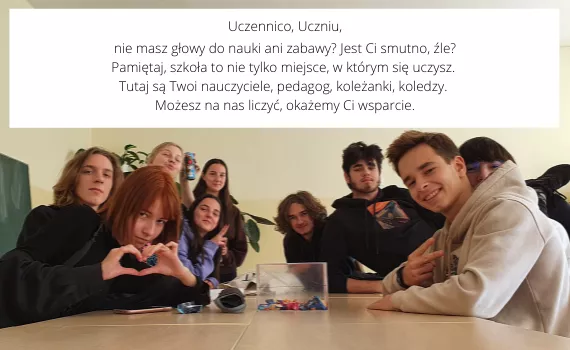 Uczennico, Uczniu,
nie masz głowy do nauki ani zabawy? Jest Ci smutno, źle?
Pamiętaj, szkoła to nie tylko miejsce, w którym się uczysz.
Tutaj są Twoi nauczyciele, pedagog, koleżanki, koledzy.
Możesz na nas liczyć, okażemy Ci wsparcie.